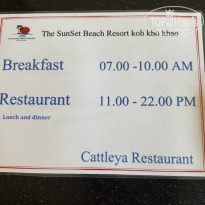 The SunSet Beach Resort koh kho khao
Breakfast 07.00 -10.00 AM
Restaurant 11.00 - 22.00 PM
Lunch and dinner
Cattleya Restaurant